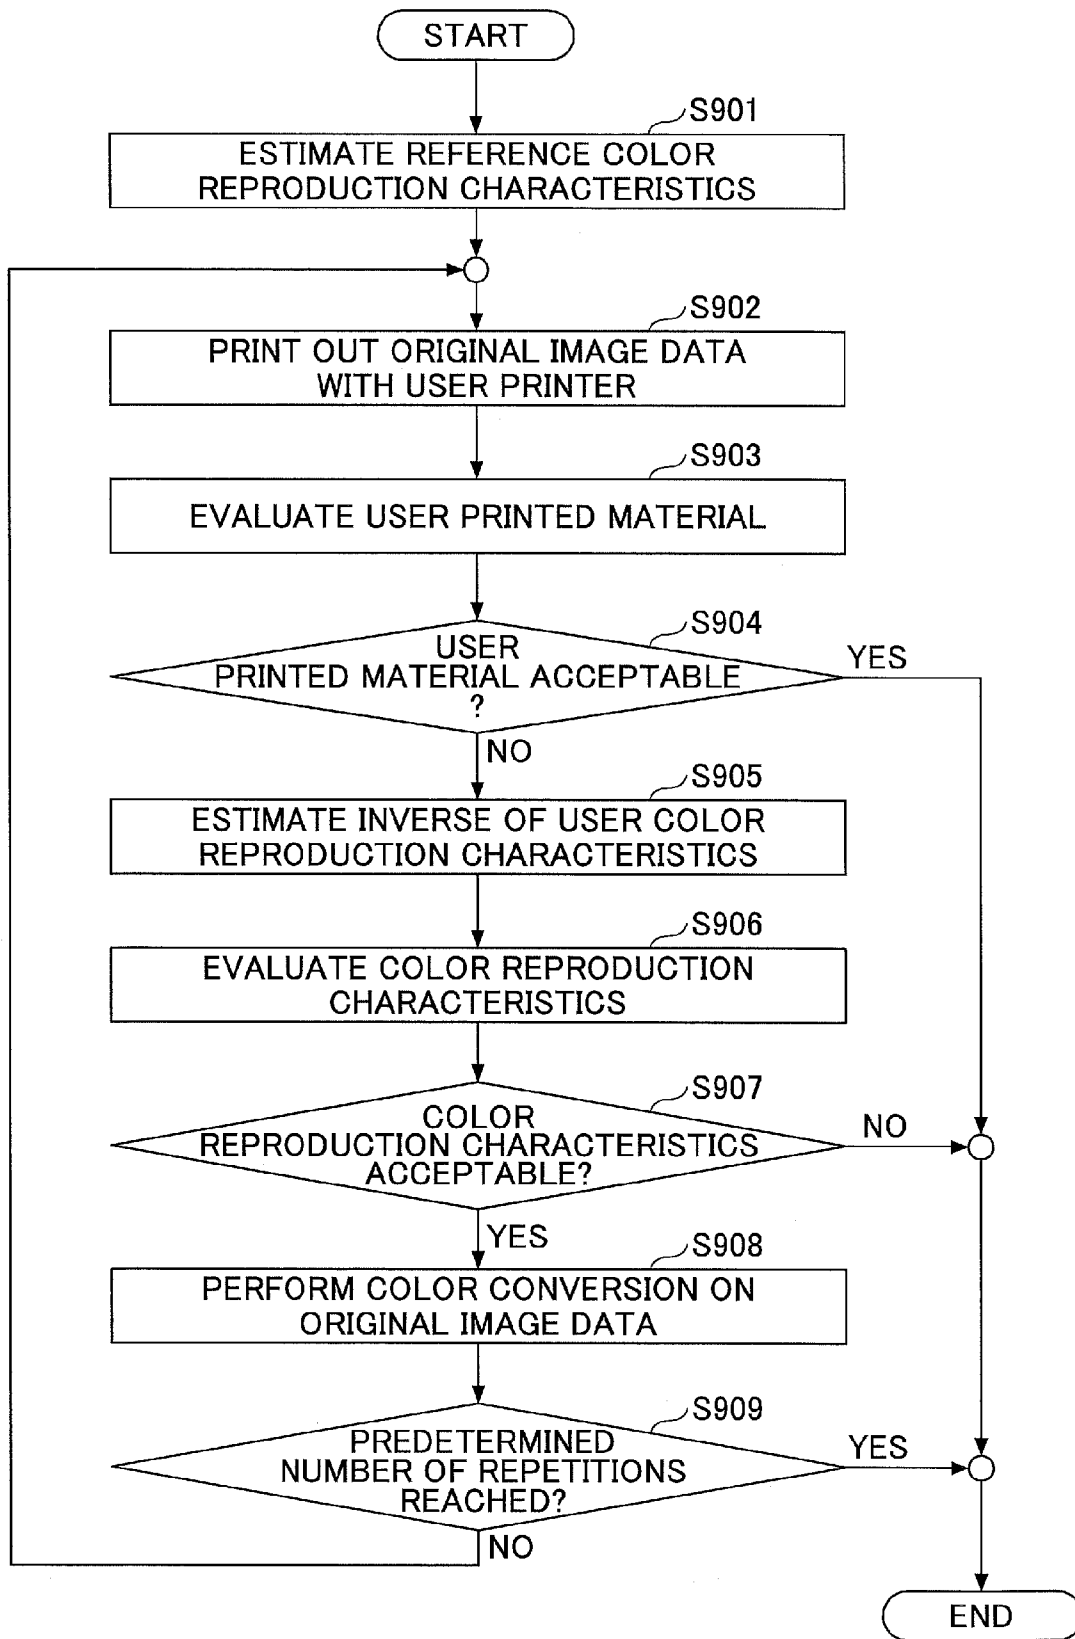 START
S901
ESTIMATE REFERENCE COLOR
REPRODUCTION CHARACTERISTICS
S902
PRINT OUT ORIGINAL IMAGE DATA
WITH USER PRINTER
S903
EVALUATE USER PRINTED MATERIAL
S904
USER
PRINTED MATERIAL ACCEPTABLE
?
YES
NO
S905
ESTIMATE INVERSE OF USER COLOR
REPRODUCTION CHARACTERISTICS
S906
EVALUATE COLOR REPRODUCTION
CHARACTERISTICS
S907
COLOR
REPRODUCTION CHARACTERISTICS
ACCEPTABLE?
NO
YES
S908
PERFORM COLOR CONVERSION ON
ORIGINAL IMAGE DATA
S909
PREDETERMINED
NUMBER OF REPETITIONS
REACHED?
YES
NO
END